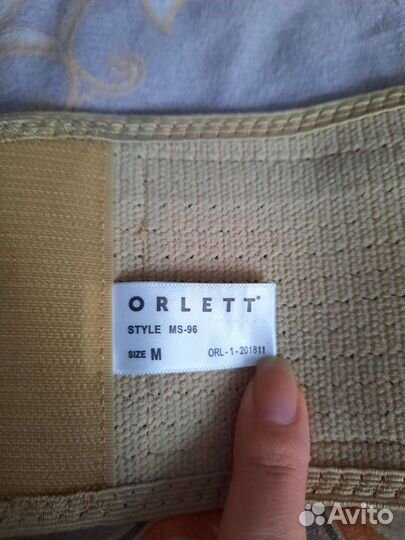 ORLETT®
STYLE MS-96
SIZE M ORL-1-201811
Avito